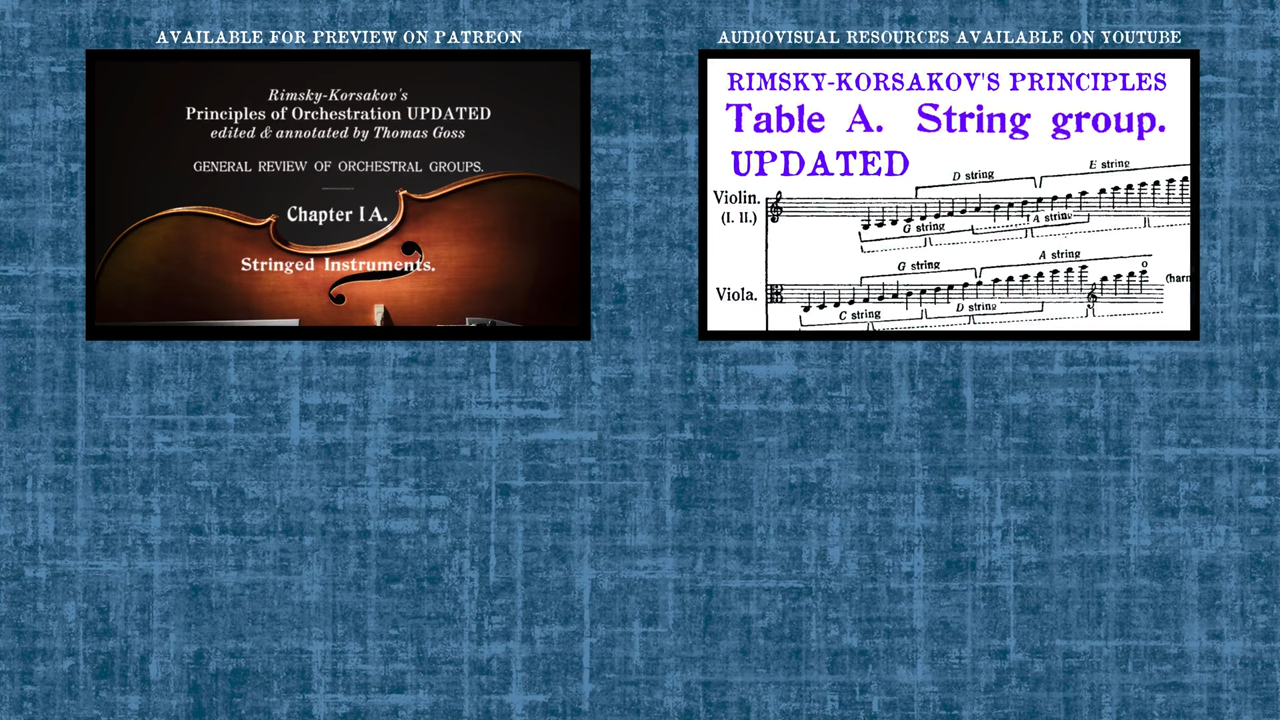 AVAILABLE FOR PREVIEW ON PATREON
Rimsky-Korsakov's
Principles of Orchestration UPDATED
edited & annotated by Thomas Goss
GENERAL REVIEW OF ORCHESTRAL GROUPS.
Chapter I A.
Stringed Instruments.
AUDIOVISUAL RESOURCES AVAILABLE ON YOUTUBE
RIMSKY-KORSAKOV'S PRINCIPLES
Table A. String group.
UPDATED
E string
D string
Violin.
(I. II.)
A string
G string
A string
G string
Viola.
(harm
D string
C string